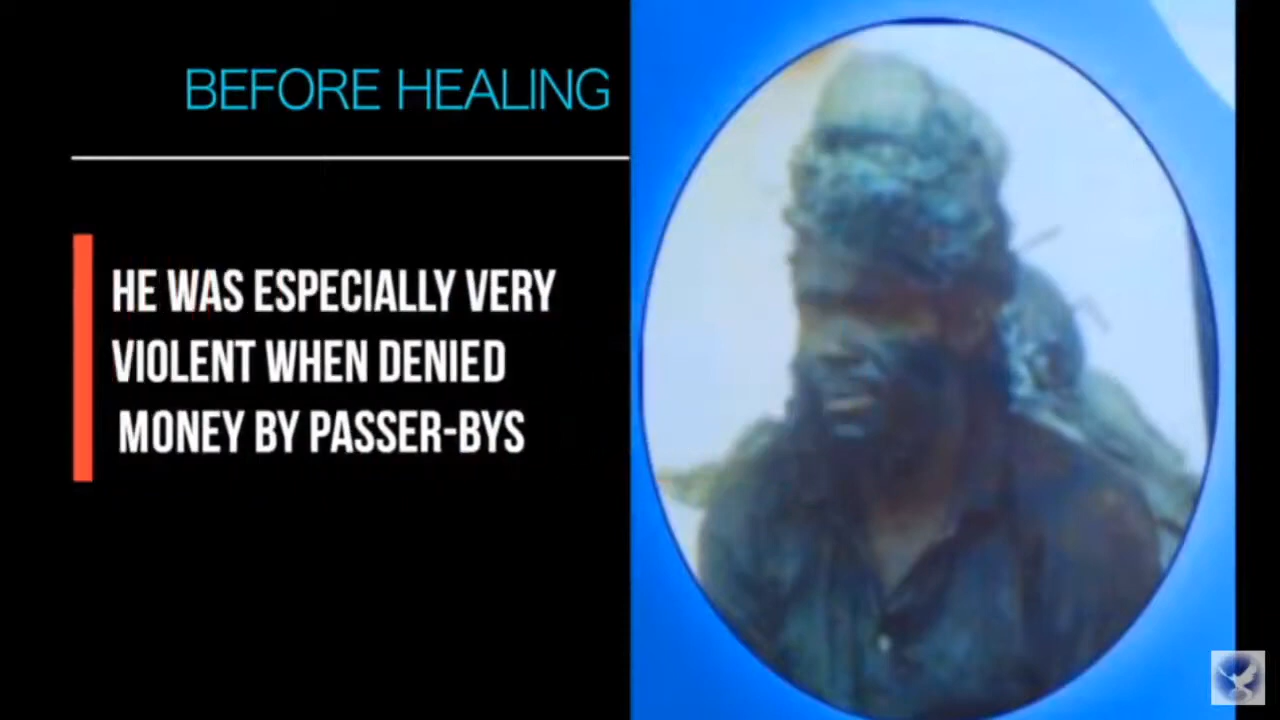 BEFORE HEALING
HE WAS ESPECIALLY VERY
VIOLENT WHEN DENIED
MONEY BY PASSER-BYS